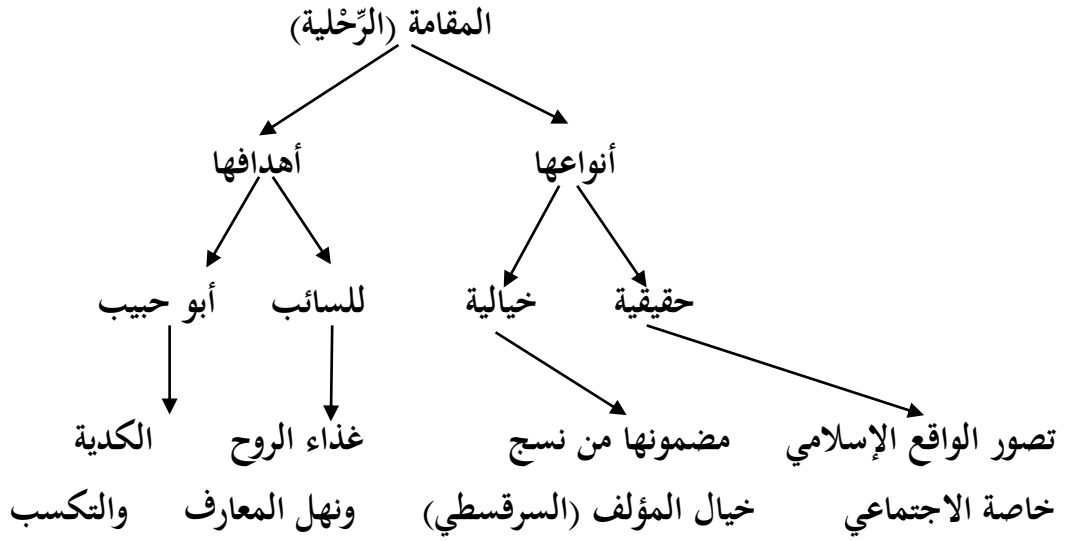 المقامة (الرِّحْلية)
أنواعها أهدافها
حقيقية خيالية للسائب أبو حبيب
تصور الواقع الإسلامي مضمونها من نسج غذاء الروح الكدية
خاصة الاجتماعي خيال المؤلف (السرقسطي) ونهل المعارف والتكسب